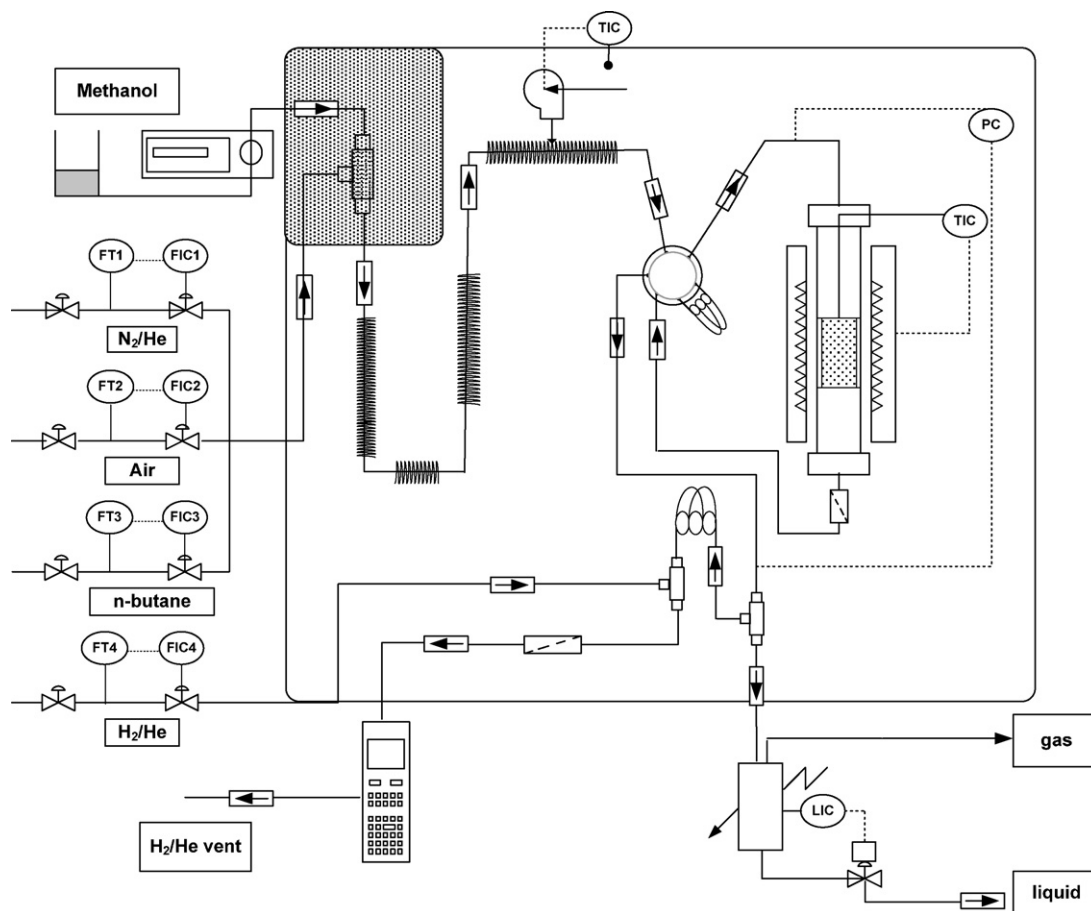 TIC
Methanol
PC
TIC
FT1
FIC1
N₂/He
FT2
FIC2
Air
FT3
FIC3
n-butane
FT4
FIC4
H₂/He
gas
LIC
H₂/He vent
liquid